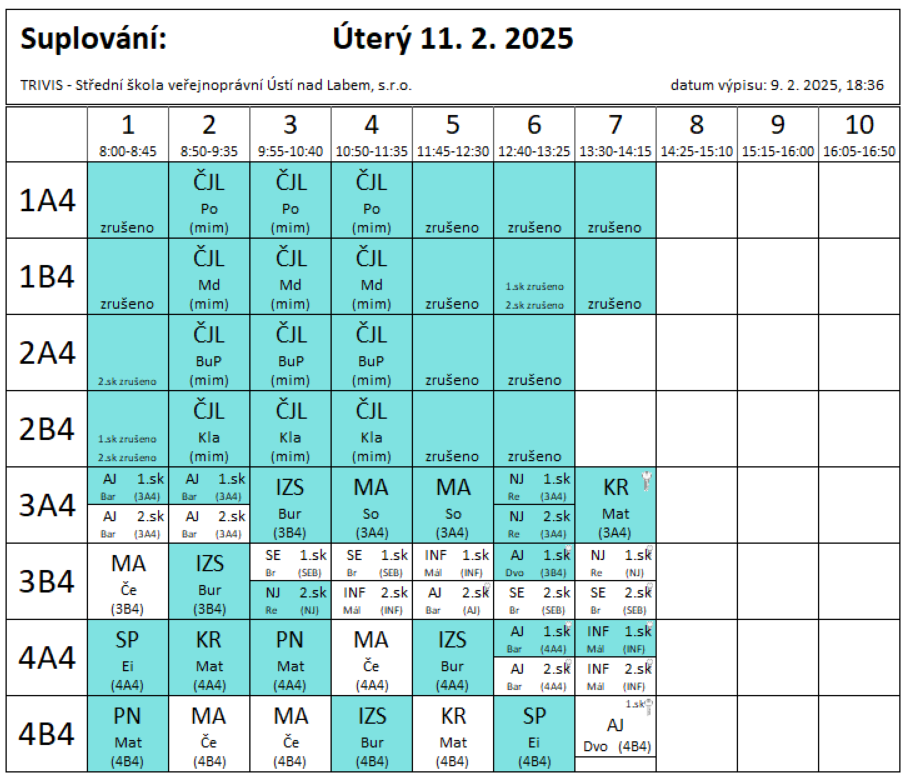 Suplování: Úterý 11. 2. 2025
TRIVIS - Střední škola veřejnoprávní Ústí nad Labem, s.r.o. datum výpisu: 9. 2. 2025, 18:36
1 2 3 4 5 6 7 8 9 10
8:00-8:45 8:50-9:35 9:55-10:40 10:50-11:35 11:45-12:30 12:40-13:25 13:30-14:15 14:25-15:10 15:15-16:00 16:05-16:50
1A4
ČJL ČJL ČJL
Po Po Po
zrušeno (mim) (mim) (mim) zrušeno zrušeno zrušeno
1B4
ČJL ČJL ČJL
Md Md Md 1.sk zrušeno
zrušeno (mim) (mim) (mim) zrušeno 2.sk zrušeno zrušeno
2A4
ČJL ČJL ČJL
BuP BuP BuP
2.sk zrušeno (mim) (mim) (mim) zrušeno zrušeno
2B4
ČJL ČJL ČJL
1.sk zrušeno Kla Kla Kla
2.sk zrušeno (mim) (mim) (mim) zrušeno zrušeno
3A4
AJ 1.sk AJ 1.sk IZS MA MA NJ 1.sk KR
Bar (3A4) Bar (3A4) Bur So So Re (3A4) Mat
AJ 2.sk AJ 2.sk (3B4) (3A4) (3A4) NJ 2.sk (3A4)
Bar (3A4) Bar (3A4) Re (3A4)
3B4
MA IZS SE 1.sk SE 1.sk INF 1.sk AJ 1.sk NJ 1.sk
Če Bur Br (SEB) Br (SEB) Mál (INF) Dvo (3B4) Re (NJ)
(3B4) (3B4) NJ 2.sk INF 2.sk AJ 2.sk SE 2.sk SE 2.sk
Re (NJ) Mál (INF) Bar (AJ) Br (SEB) Br (SEB)
4A4
SP KR PN MA IZS AJ 1.sk INF 1.sk
Ei Mat Mat Če Bur Bar (4A4) Mál (INF)
(4A4) (4A4) (4A4) (4A4) (4A4) AJ 2.sk INF 2.sk
Bar (4A4) Mál (INF)
4B4
PN MA MA IZS KR SP 1.sk
Mat Če Če Bur Mat Ei AJ
(4B4) (4B4) (4B4) (4B4) (4B4) (4B4) Dvo (4B4)